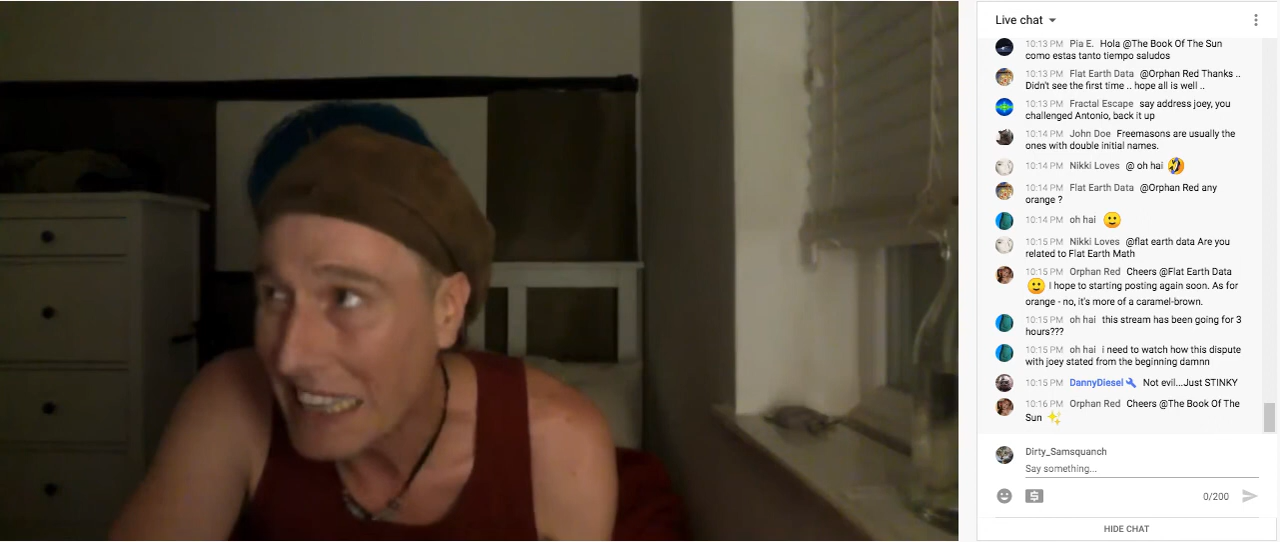 Live chat
10:13 PM Pia E. Hola @The Book Of The Sun
como estas tanto tiempo saludos
10:13 PM Flat Earth Data @Orphan Red Thanks ..
Didn't see the first time .. hope all is well ..
10:13 PM Fractal Escape say address joey, you
challenged Antonio, back it up
10:14 PM John Doe Freemasons are usually the
ones with double initial names.
10:14 PM Nikki Loves @ oh hai 🤣
10:14 PM Flat Earth Data @Orphan Red any
orange ?
10:14 PM oh hai 🙂
10:15 PM Nikki Loves @flat earth data Are you
related to Flat Earth Math
10:15 PM Orphan Red Cheers @Flat Earth Data
🙂 I hope to starting posting again soon. As for
orange - no, it's more of a caramel-brown.
10:15 PM oh hai this stream has been going for 3
hours???
10:15 PM oh hai i need to watch how this dispute
with joey stated from the beginning damnn
10:15 PM DannyDiesel Not evil...Just STINKY
10:16 PM Orphan Red Cheers @The Book Of The
Sun ✨
Dirty_Samsquanch
Say something...
0/200
HIDE CHAT